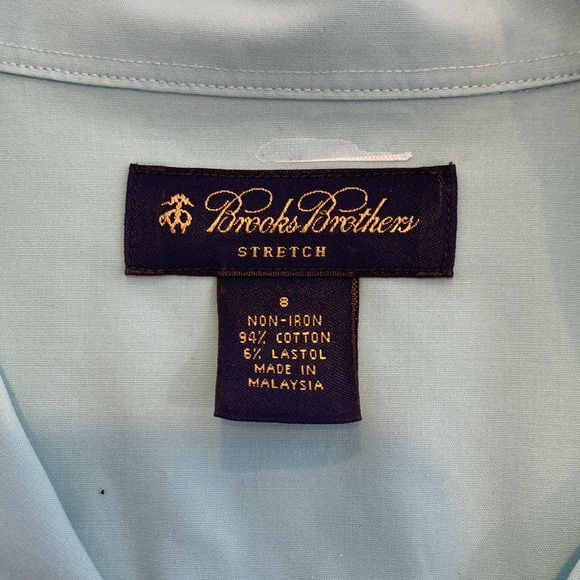 Brooks Brothers
STRETCH
8
NON-IRON
94% COTTON
6% LASTOL
MADE IN
MALAYSIA